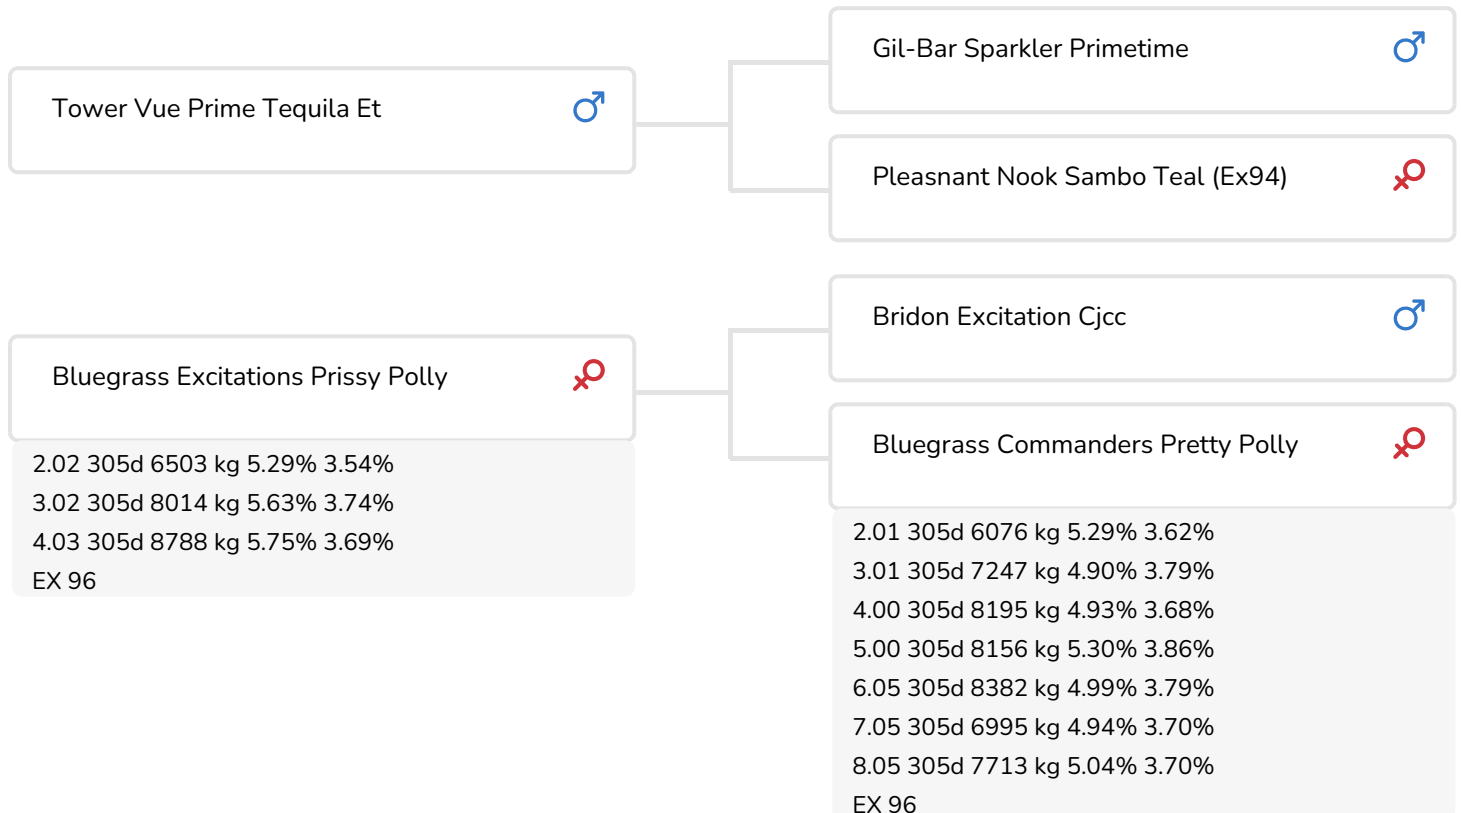 Gil-Bar Sparkler Primetime
Tower Vue Prime Tequila Et
Pleasnant Nook Sambo Teal (Ex94)
Bridon Excitation Cjcc
Bluegrass Excitations Prissy Polly
2.02 305d 6503 kg 5.29% 3.54%
3.02 305d 8014 kg 5.63% 3.74%
4.03 305d 8788 kg 5.75% 3.69%
EX 96
Bluegrass Commanders Pretty Polly
2.01 305d 6076 kg 5.29% 3.62%
3.01 305d 7247 kg 4.90% 3.79%
4.00 305d 8195 kg 4.93% 3.68%
5.00 305d 8156 kg 5.30% 3.86%
6.05 305d 8382 kg 4.99% 3.79%
7.05 305d 6995 kg 4.94% 3.70%
8.05 305d 7713 kg 5.04% 3.70%
EX 96